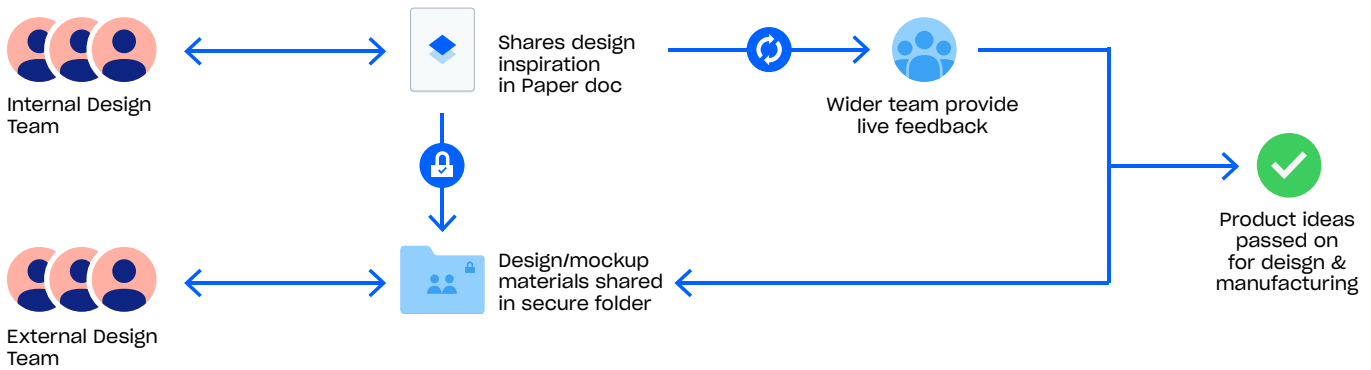 Internal Design
Team
Shares design
inspiration
in Paper doc
Wider team provide
live feedback
Product ideas
passed on
for deisgn &
manufacturing
External Design
Team
Design/mockup
materials shared
in secure folder